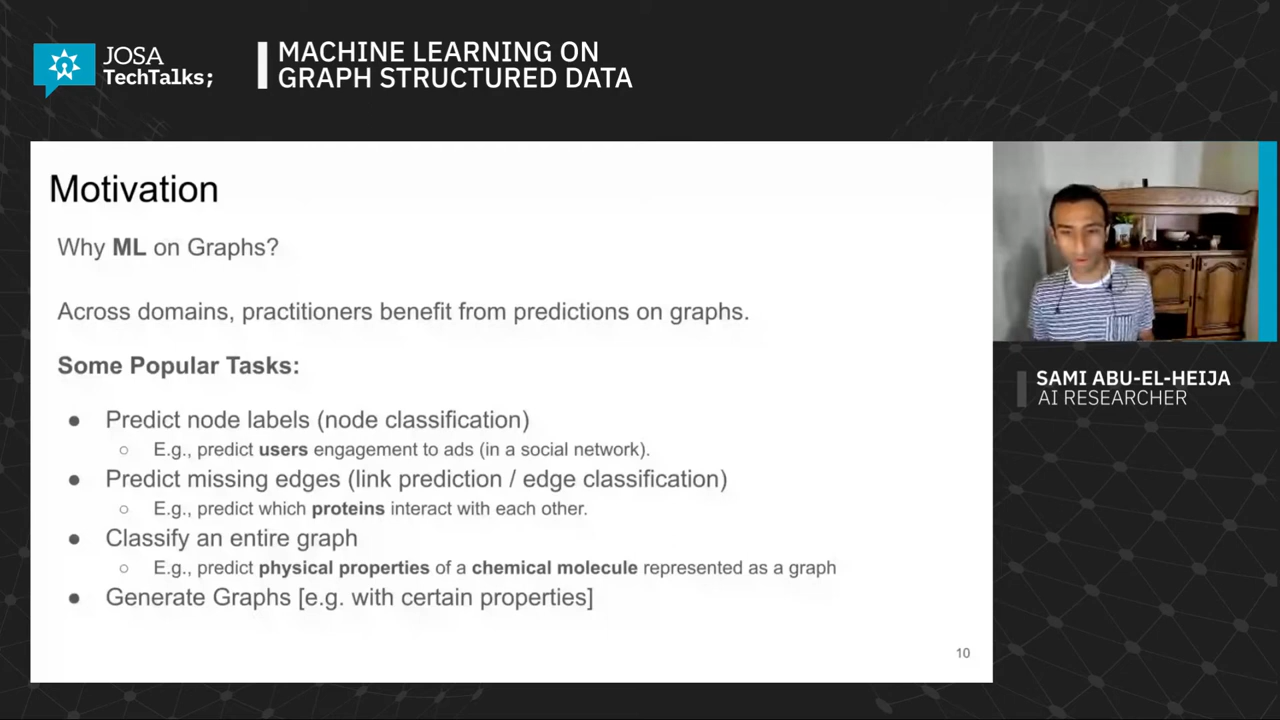 JOSA
TechTalks;
MACHINE LEARNING ON
GRAPH STRUCTURED DATA
Motivation
Why ML on Graphs?
Across domains, practitioners benefit from predictions on graphs.
Some Popular Tasks:
● Predict node labels (node classification)
○ E.g., predict users engagement to ads (in a social network).
● Predict missing edges (link prediction / edge classification)
○ E.g., predict which proteins interact with each other.
● Classify an entire graph
○ E.g., predict physical properties of a chemical molecule represented as a graph
● Generate Graphs [e.g. with certain properties]
10
SAMI ABU-EL-HEIJA
AI RESEARCHER